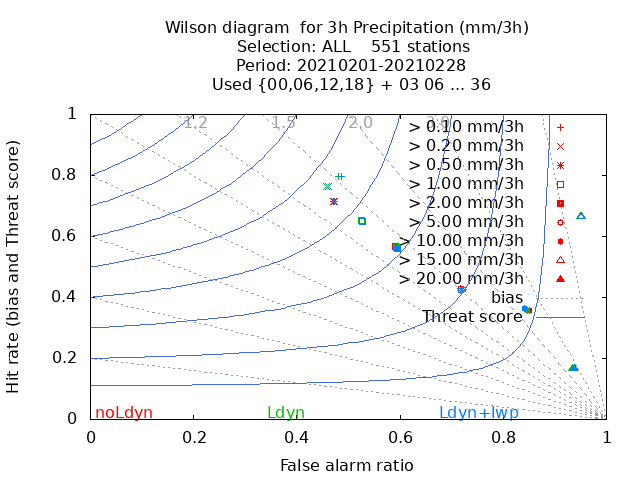 Wilson diagram  for 3h Precipitation (mm/3h)
Selection: ALL    551 stations
Period: 20210201-20210228
Used {00,06,12,18} + 03 06 ... 36
1.2 1.5 2.0 3.0
> 0.10 mm/3h
> 0.20 mm/3h
> 0.50 mm/3h
> 1.00 mm/3h
> 2.00 mm/3h
> 5.00 mm/3h
> 10.00 mm/3h
> 15.00 mm/3h
> 20.00 mm/3h
bias
Threat score
Hit rate (bias and Threat score)
1
0.8
0.6
0.4
0.2
0
noLdyn Ldyn Ldyn+lwp
0 0.2 0.4 0.6 0.8 1
False alarm ratio